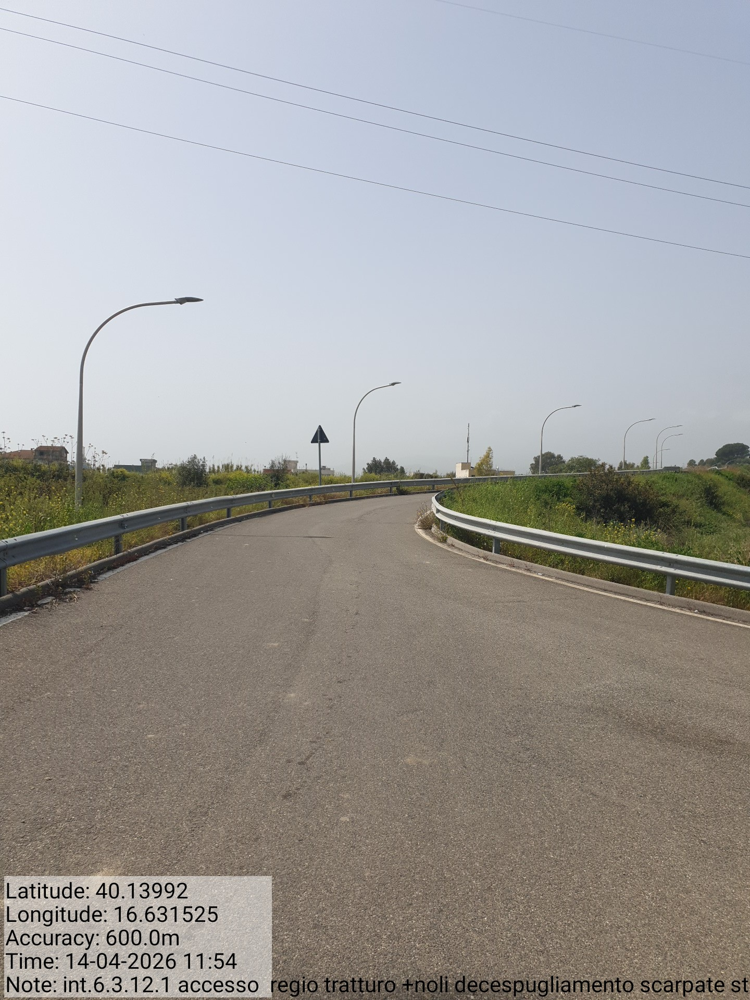 Latitude: 40.13992
Longitude: 16.631525
Accuracy: 600.0m
Time: 14-04-2026 11:54
Note: int.6.3.12.1 accesso regio tratturo +noli decespugliamento scarpate st